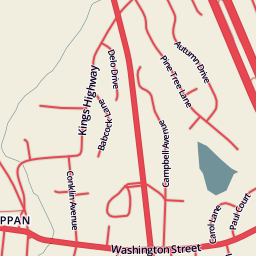 Autumn Drive
Delo Drive
Pine Tree Lane
Kings Highway
Babcock Lane
Campbell Avenue
Conklin Avenue
Paul Court
Carol Lane
PPAN
Washington Street